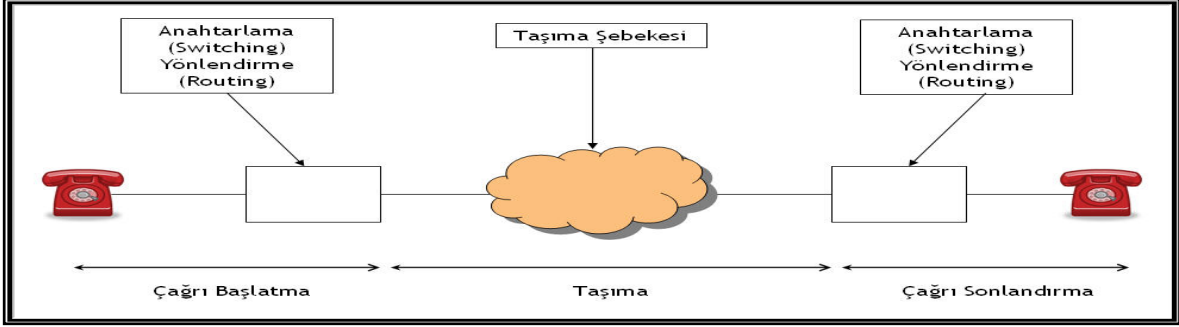 Anahtarlama
(Switching)
Yönlendirme
(Routing)
Taşıma Şebekesi
Anahtarlama
(Switching)
Yönlendirme
(Routing)
Çağrı Başlatma
Taşıma
Çağrı Sonlandırma